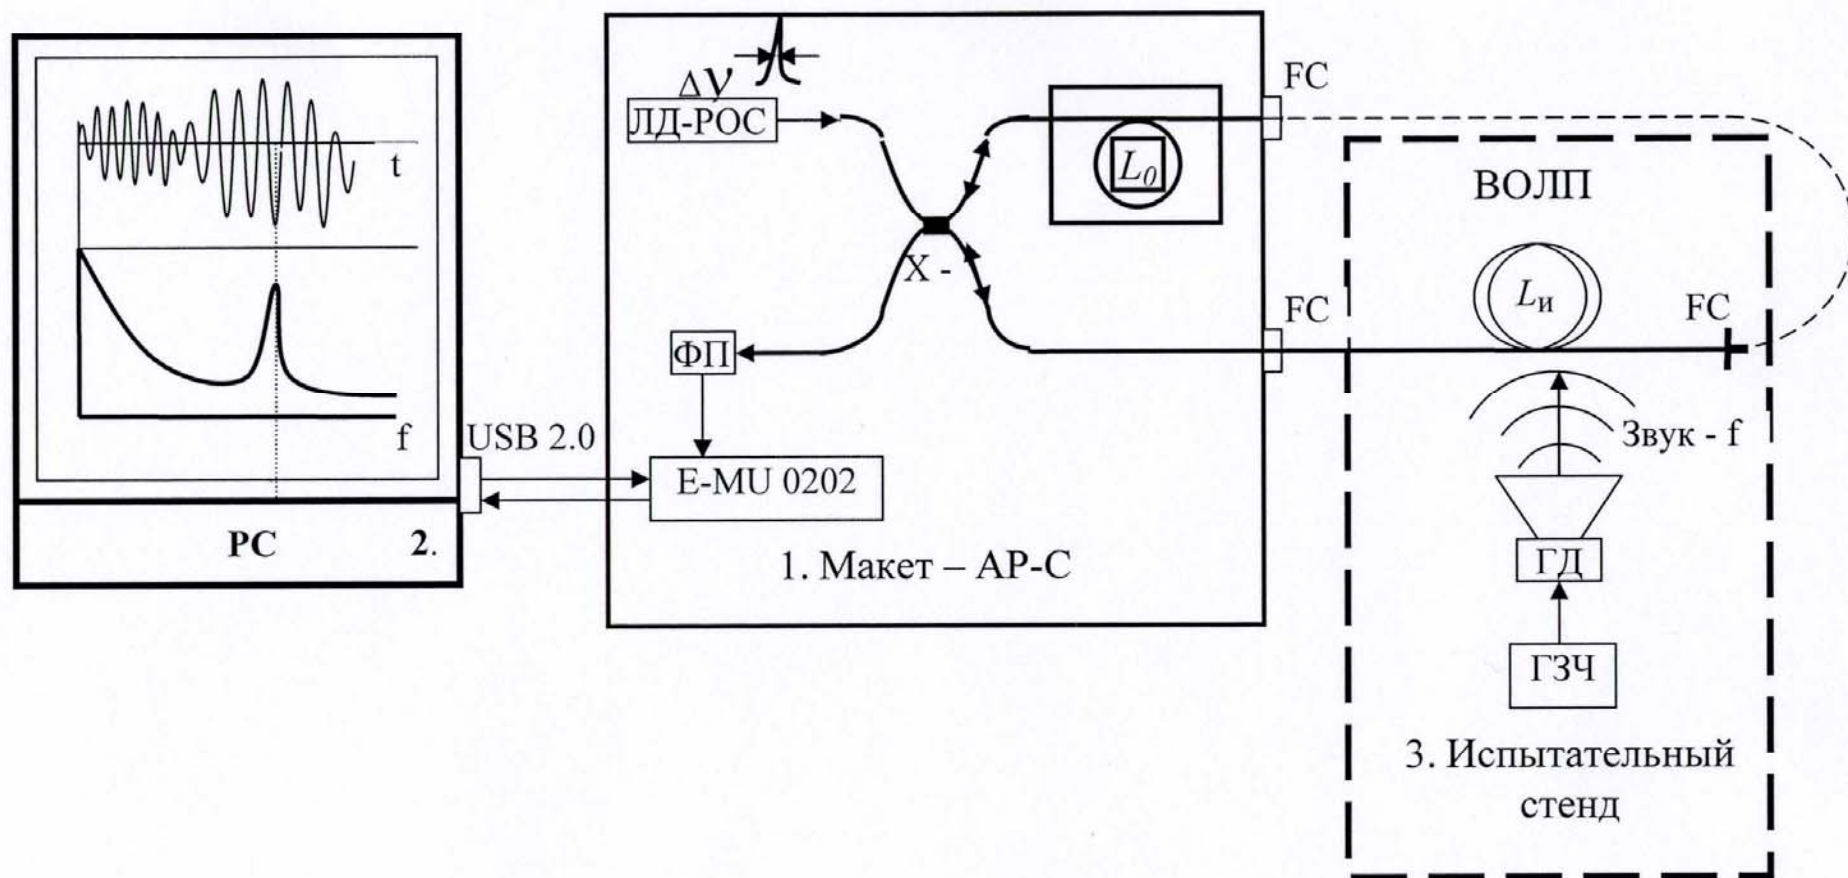 t
f
PC
2.
USB 2.0
Δν
ЛД-РОС
X -
ФП
E-MU 0202
1. Макет – АР-С
L0
FC
FC
ВОЛП
Lи
FC
Звук - f
ГД
ГЗЧ
3. Испытательный
стенд